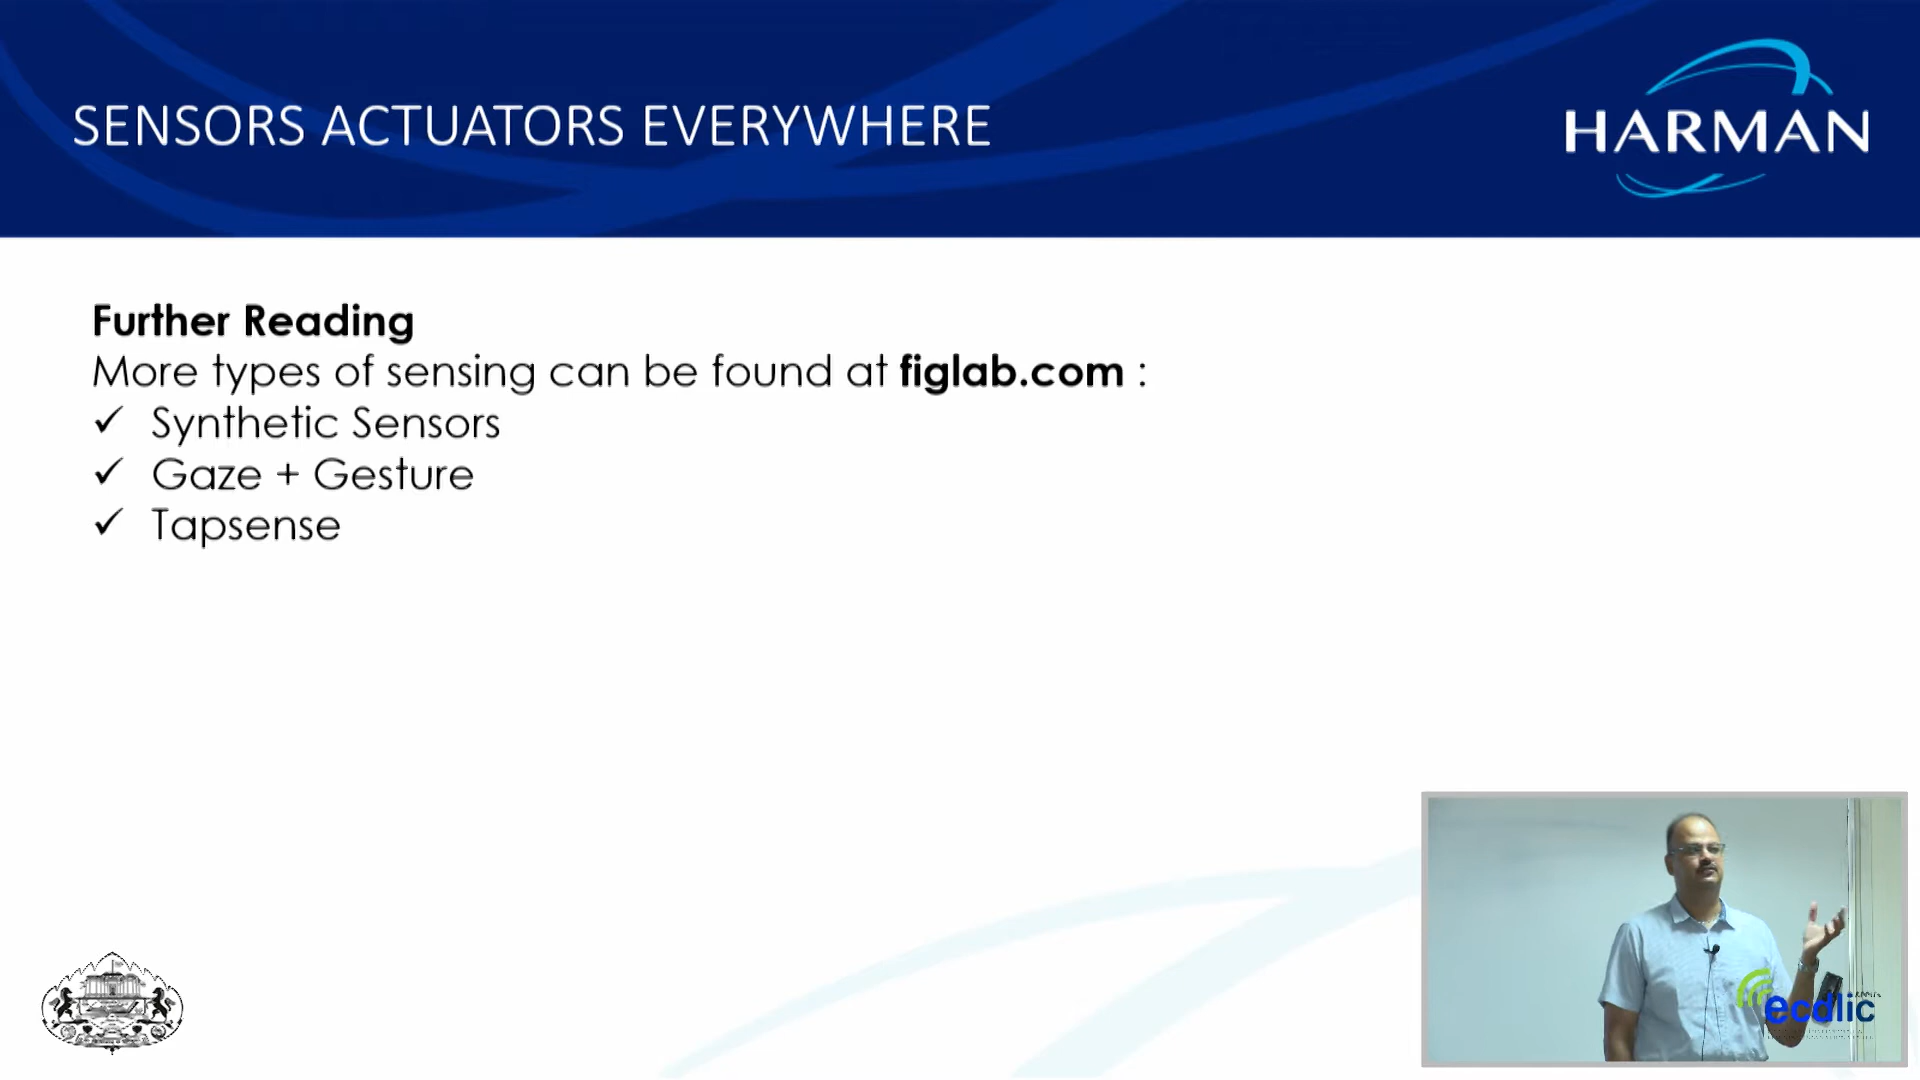 SENSORS ACTUATORS EVERYWHERE
HARMAN
Further Reading
More types of sensing can be found at figlab.com :
✓ Synthetic Sensors
✓ Gaze + Gesture
✓ Tapsense
ecdlic